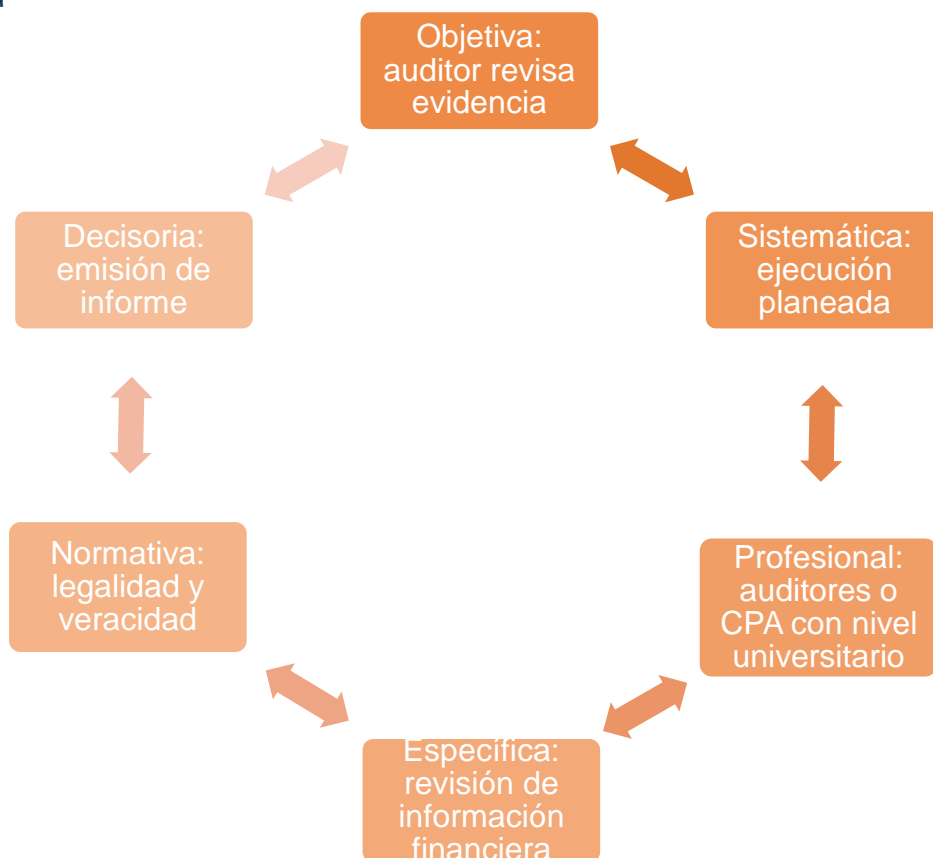 Objetiva:
auditor revisa
evidencia
Sistemática:
ejecución
planeada
Profesional:
auditores o
CPA con nivel
universitario
Específica:
revisión de
información
financiera
Normativa:
legalidad y
veracidad
Decisoria:
emisión de
informe